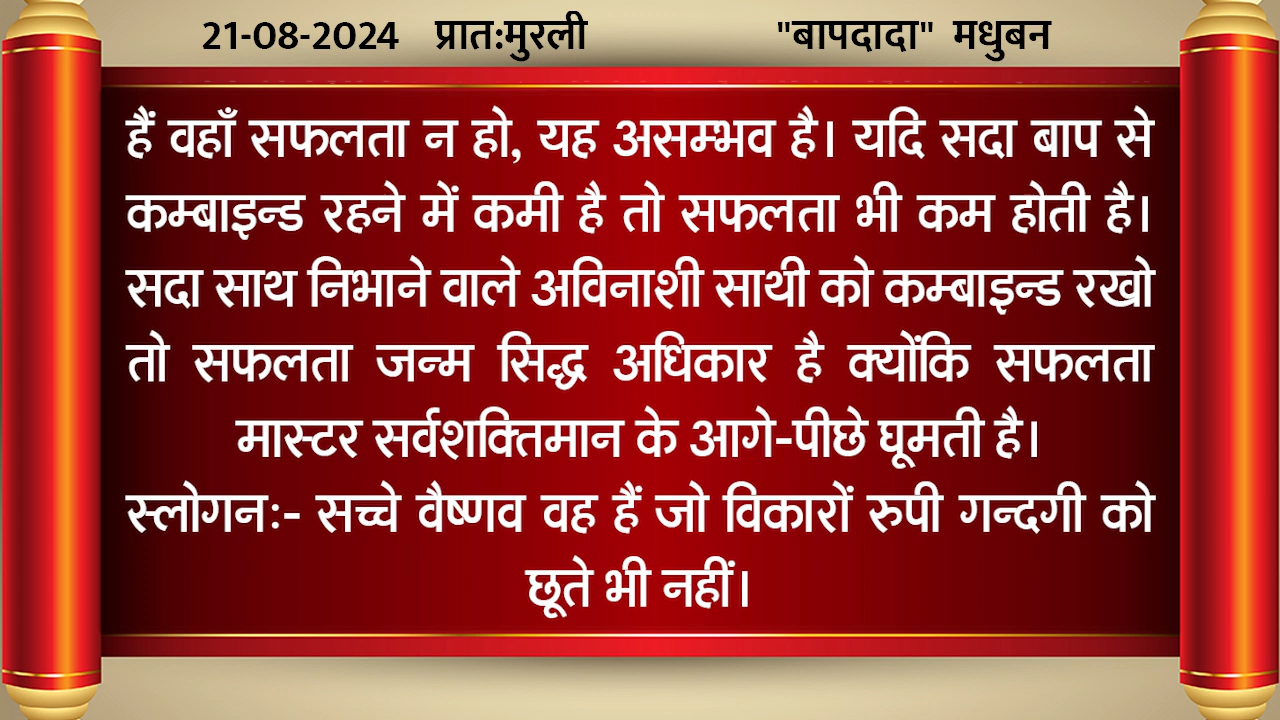 21-08-2024 प्रात:मुरली "बापदादा" मधुबन
हैं वहाँ सफलता न हो, यह असम्भव है। यदि सदा बाप से
कम्बाइन्ड रहने में कमी है तो सफलता भी कम होती है।
सदा साथ निभाने वाले अविनाशी साथी को कम्बाइन्ड रखो
तो सफलता जन्म सिद्ध अधिकार है क्योंकि सफलता
मास्टर सर्वशक्तिमान के आगे-पीछे घूमती है।
स्लोगनः- सच्चे वैष्णव वह हैं जो विकारों रुपी गन्दगी को
छूते भी नहीं।